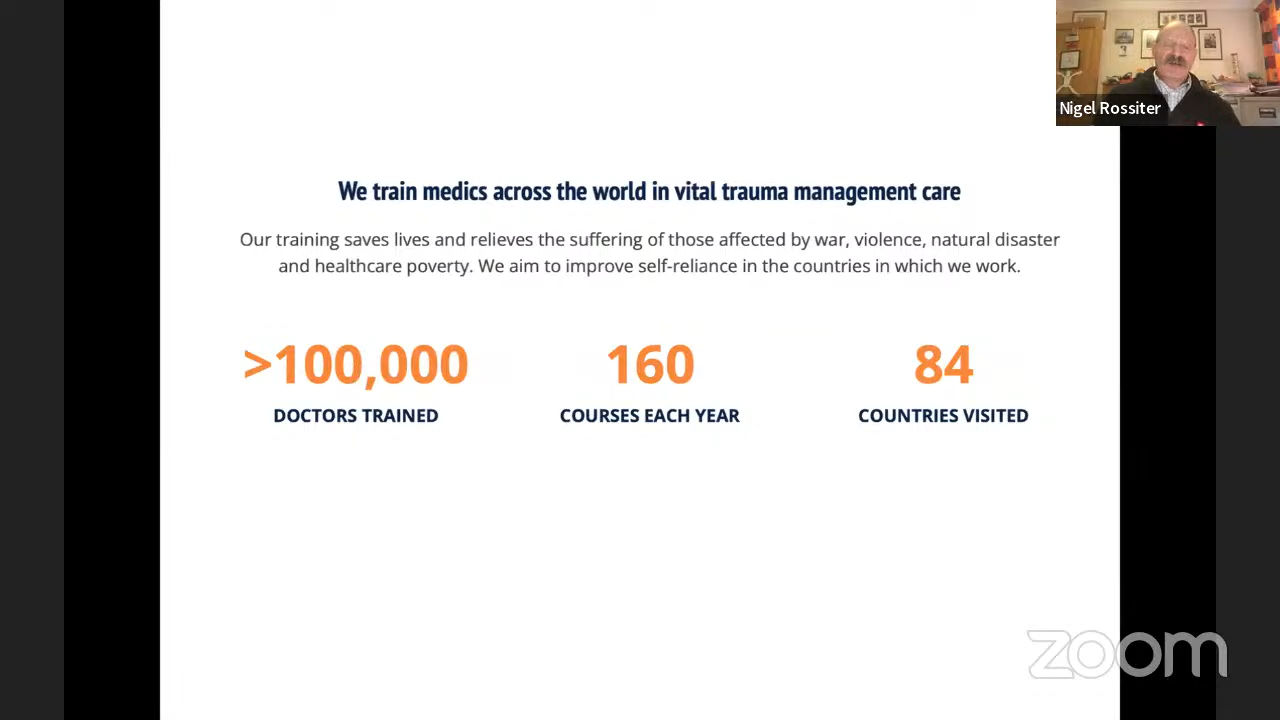 Nigel Rossiter
We train medics across the world in vital trauma management care
Our training saves lives and relieves the suffering of those affected by war, violence, natural disaster
and healthcare poverty. We aim to improve self-reliance in the countries in which we work.
>100,000
160
84
DOCTORS TRAINED
COURSES EACH YEAR
COUNTRIES VISITED
zoom